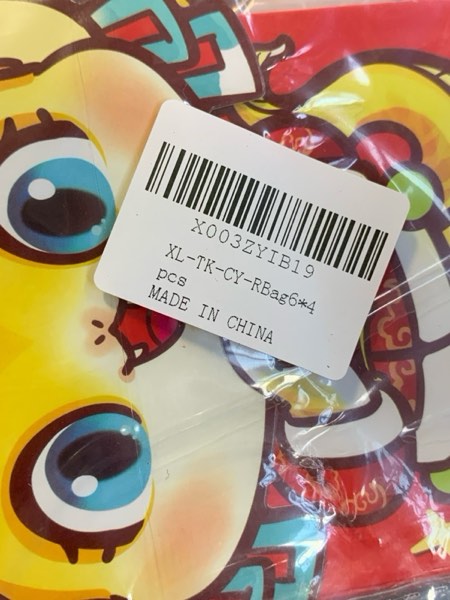 X003ZYIB19
XL-TK-CY-RBag6*4
pcs
MADE IN CHINA